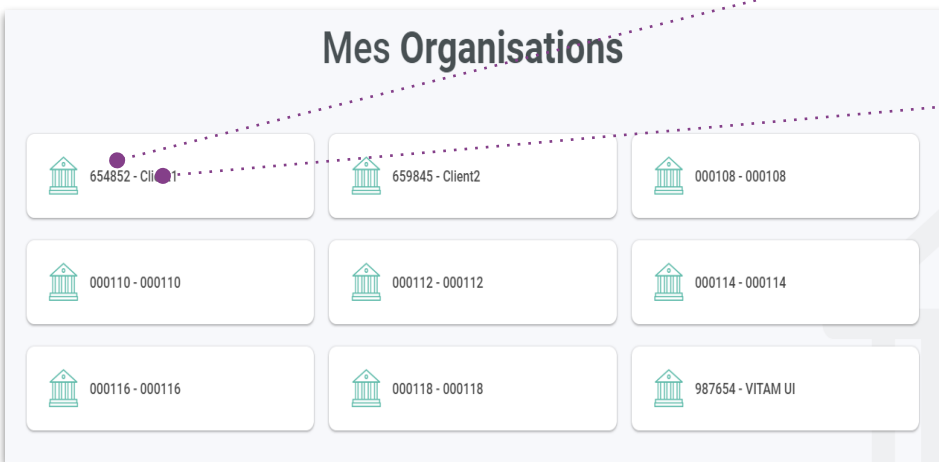 Mes Organisations
654852 - Client1
659845 - Client2
000108 - 000108
000110 - 000110
000112 - 000112
000114 - 000114
000116 - 000116
000118 - 000118
987654 - VITAM UI